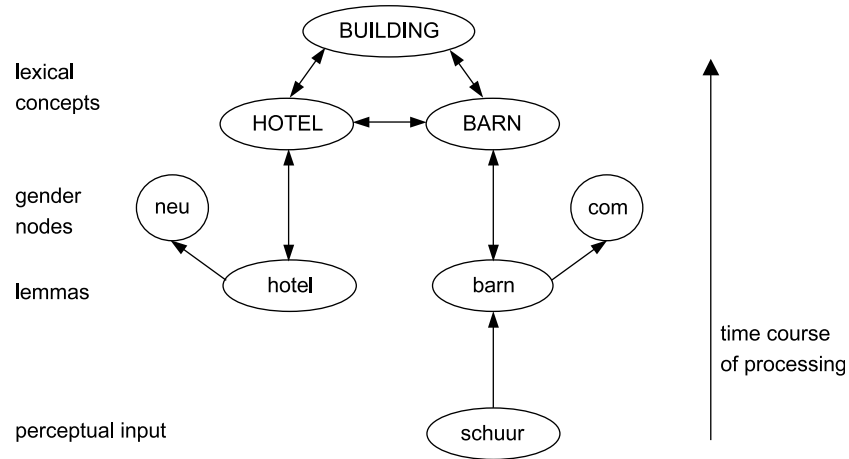 BUILDING
lexical
concepts
HOTEL
BARN
gender
nodes
neu
com
lemmas
hotel
barn
time course
of processing
perceptual input
schuur